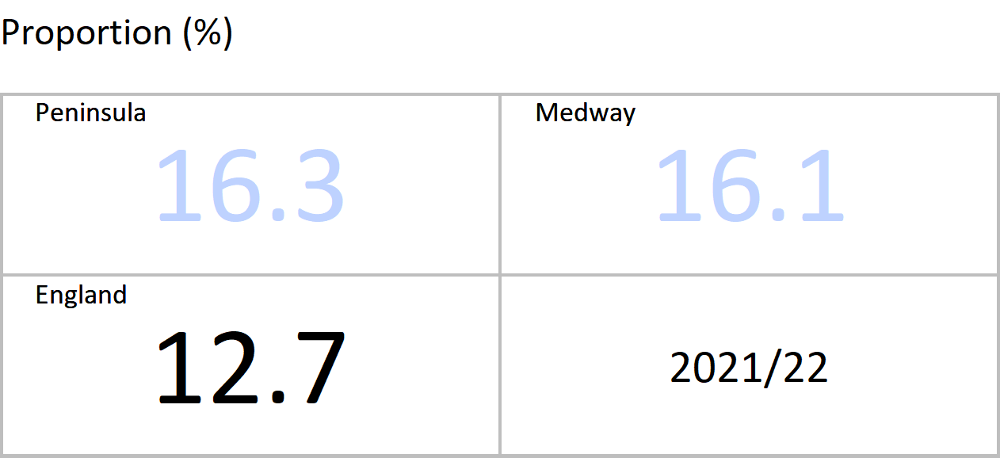 Proportion (%)
Peninsula
16.3
Medway
16.1
England
12.7
2021/22